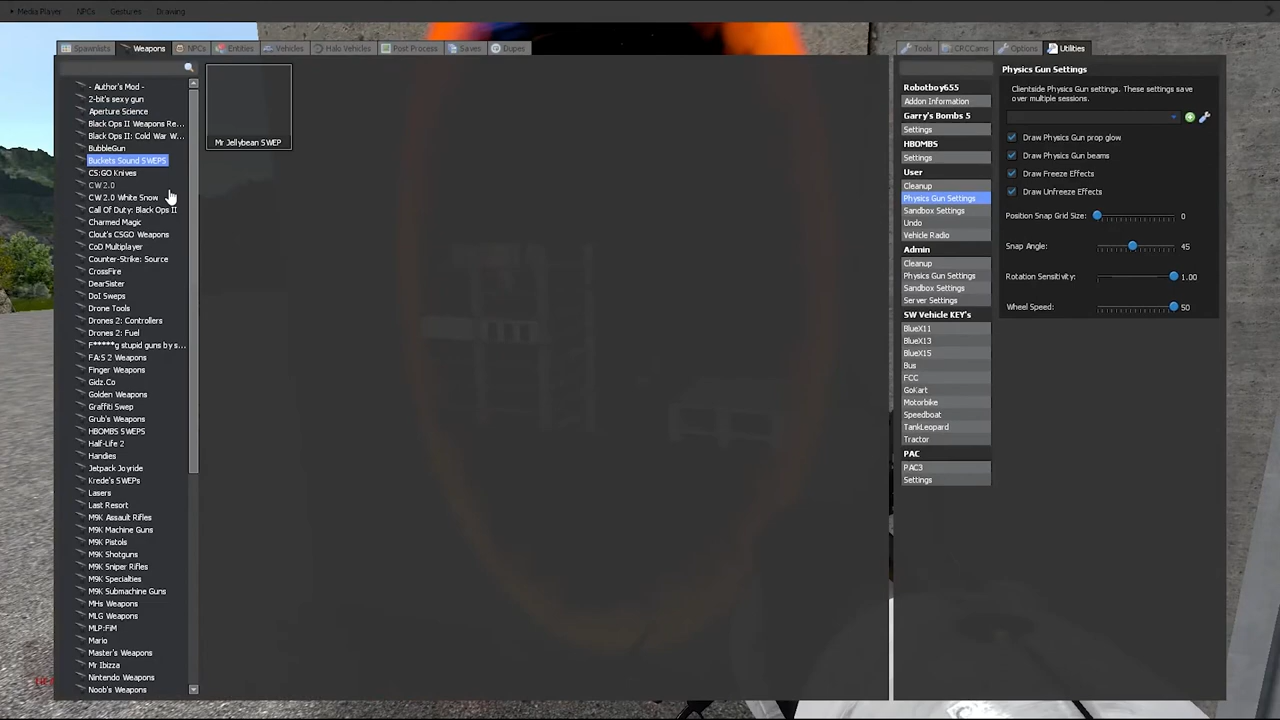 Media Player NPCs Gestures Drawing
Spawnlists Weapons NPCs Entities Vehicles Halo Vehicles Post Process Saves Dupes
- Author's Mod -
2-bit's sexy gun
Aperture Science
Black Ops II Weapons Re...
Black Ops II: Cold War W...
BubbleGun
Buckets Sound SWEPS
CS:GO Knives
CW 2.0
CW 2.0 White Snow
Call Of Duty: Black Ops II
Charmed Magic
Clout's CSGO Weapons
CoD Multiplayer
Counter-Strike: Source
CrossFire
DearSister
DoI Sweps
Drone Tools
Drones 2: Controllers
Drones 2: Fuel
F*****g stupid guns by s...
FA:S 2 Weapons
Finger Weapons
Gidz.Co
Golden Weapons
Graffiti Swep
Grub's Weapons
HBOMBS SWEPS
Half-Life 2
Handies
Jetpack Joyride
Krede's SWEPs
Lasers
Last Resort
M9K Assault Rifles
M9K Machine Guns
M9K Pistols
M9K Shotguns
M9K Sniper Rifles
M9K Specialties
M9K Submachine Guns
MHs Weapons
MLG Weapons
MLP:FiM
Mario
Master's Weapons
Mr Ibizza
Nintendo Weapons
Noob's Weapons
Mr Jellybean SWEP
Tools CRCCams Options Utilities
Robotboy655
Addon Information
Garry's Bombs 5
Settings
HBOMBS
Settings
User
Cleanup
Physics Gun Settings
Sandbox Settings
Undo
Vehicle Radio
Admin
Cleanup
Physics Gun Settings
Sandbox Settings
Server Settings
SW Vehicle KEY's
BlueX11
BlueX13
BlueX15
Bus
FCC
GoKart
Motorbike
Speedboat
TankLeopard
Tractor
PAC
PAC3
Settings
Physics Gun Settings
Clientside Physics Gun settings. These settings save
over multiple sessions.
Draw Physics Gun prop glow
Draw Physics Gun beams
Draw Freeze Effects
Draw Unfreeze Effects
Position Snap Grid Size: 0
Snap Angle: 45
Rotation Sensitivity: 1.00
Wheel Speed: 50